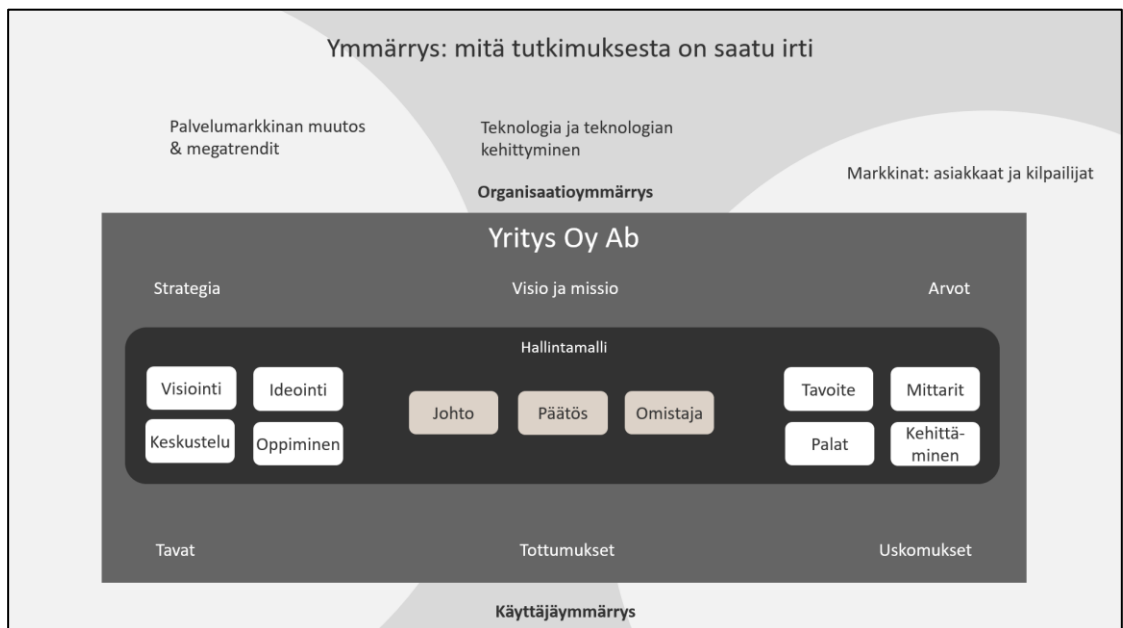 Ymmärrys: mitä tutkimuksesta on saatu irti
Palvelumarkkinan muutos
& megatrendit
Teknologia ja teknologian
kehittyminen
Markkinat: asiakkaat ja kilpailijat
Organisaatioymmärrys
Yritys Oy Ab
Strategia
Visio ja missio
Arvot
Hallintamalli
Visiointi
Ideointi
Keskustelu
Oppiminen
Johto
Päätös
Omistaja
Tavoite
Mittarit
Palat
Kehittä-
minen
Tavat
Tottumukset
Uskomukset
Käyttäjäymmärrys